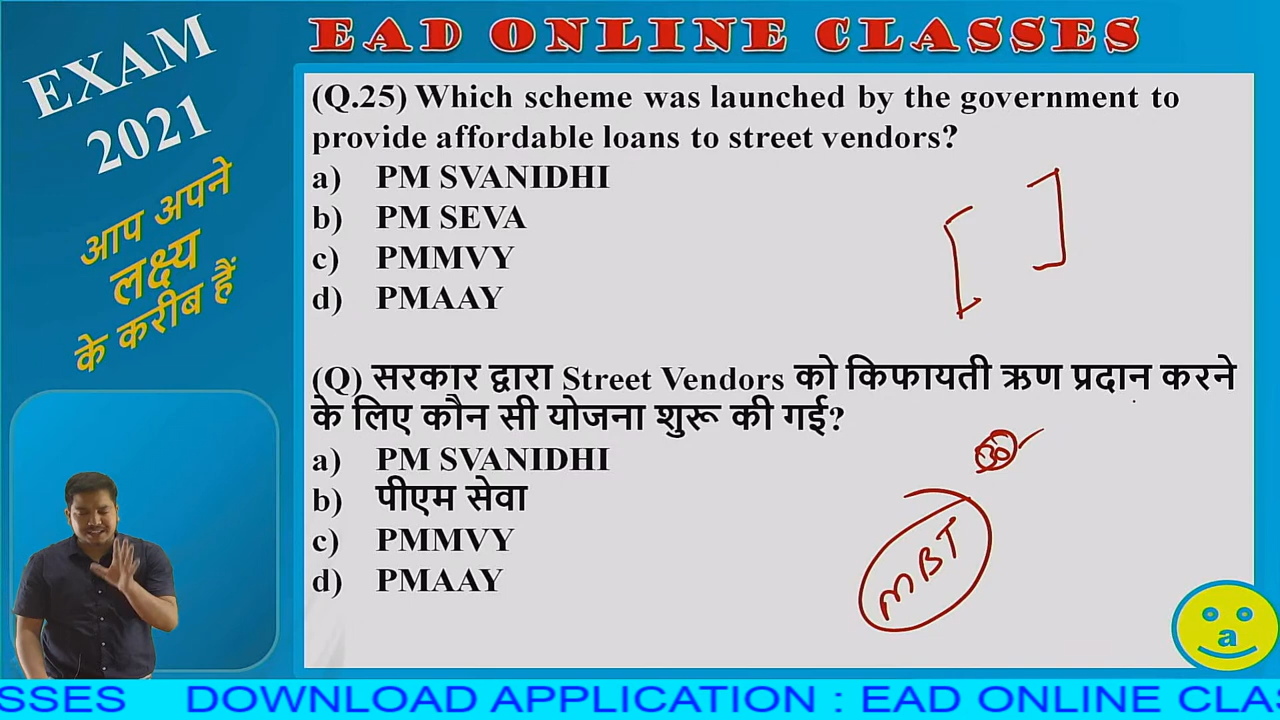 EXAM
2021
आप अपने
लक्ष्य
के करीब हैं
EAD ONLINE CLASSES
(Q.25) Which scheme was launched by the government to
provide affordable loans to street vendors?
a) PM SVANIDHI
b) PM SEVA
c) PMMVY
d) PMAAY
(Q) सरकार द्वारा Street Vendors को किफायती ऋण प्रदान करने
के लिए कौन सी योजना शुरू की गई?
a) PM SVANIDHI
b) पीएम सेवा
c) PMMVY
d) PMAAY
MBT
a
SSES DOWNLOAD APPLICATION : EAD ONLINE CLAS